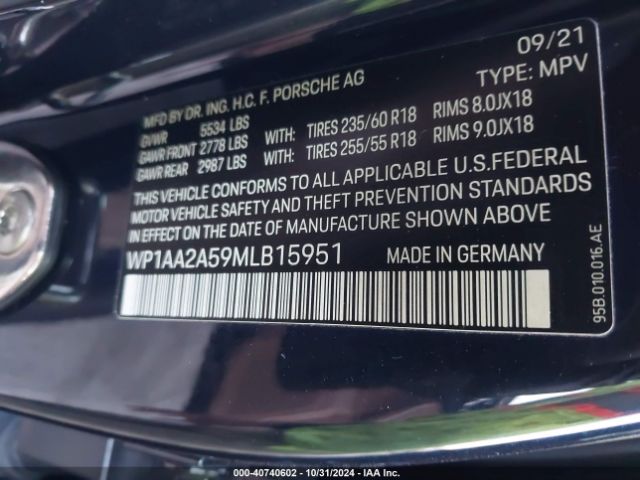 09/21
MFD BY DR. ING. H.C. F. PORSCHE AG TYPE: MPV
GVWR 5534 LBS
GAWR FRONT 2778 LBS WITH: TIRES 235/60 R18 RIMS 8.0JX18
GAWR REAR 2987 LBS WITH: TIRES 255/55 R18 RIMS 9.0JX18
THIS VEHICLE CONFORMS TO ALL APPLICABLE U.S.FEDERAL
MOTOR VEHICLE SAFETY AND THEFT PREVENTION STANDARDS
IN EFFECT ON THE DATE OF MANUFACTURE SHOWN ABOVE
WP1AA2A59MLB15951 MADE IN GERMANY
95B.010.016.AE
000-40740602 - 10/31/2024 - IAA Inc.